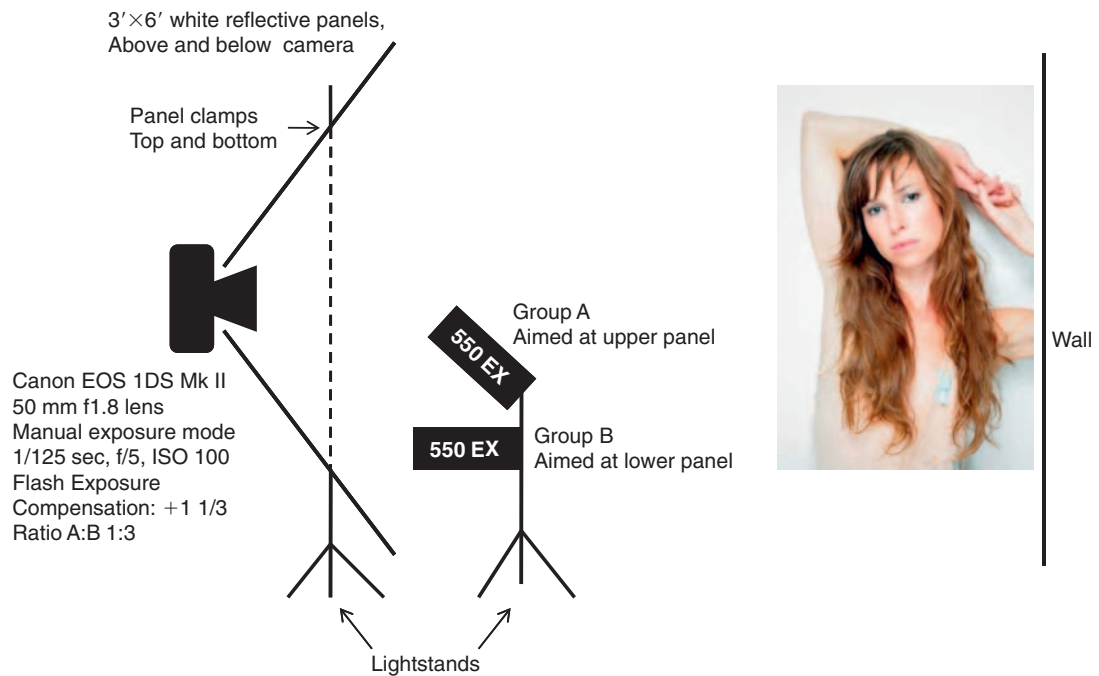 3′×6′ white reflective panels,
Above and below camera
Panel clamps
Top and bottom
Canon EOS 1DS Mk II
50 mm f1.8 lens
Manual exposure mode
1/125 sec, f/5, ISO 100
Flash Exposure
Compensation: +1 1/3
Ratio A:B 1:3
550 EX
Group A
Aimed at upper panel
550 EX
Group B
Aimed at lower panel
Lightstands
Wall